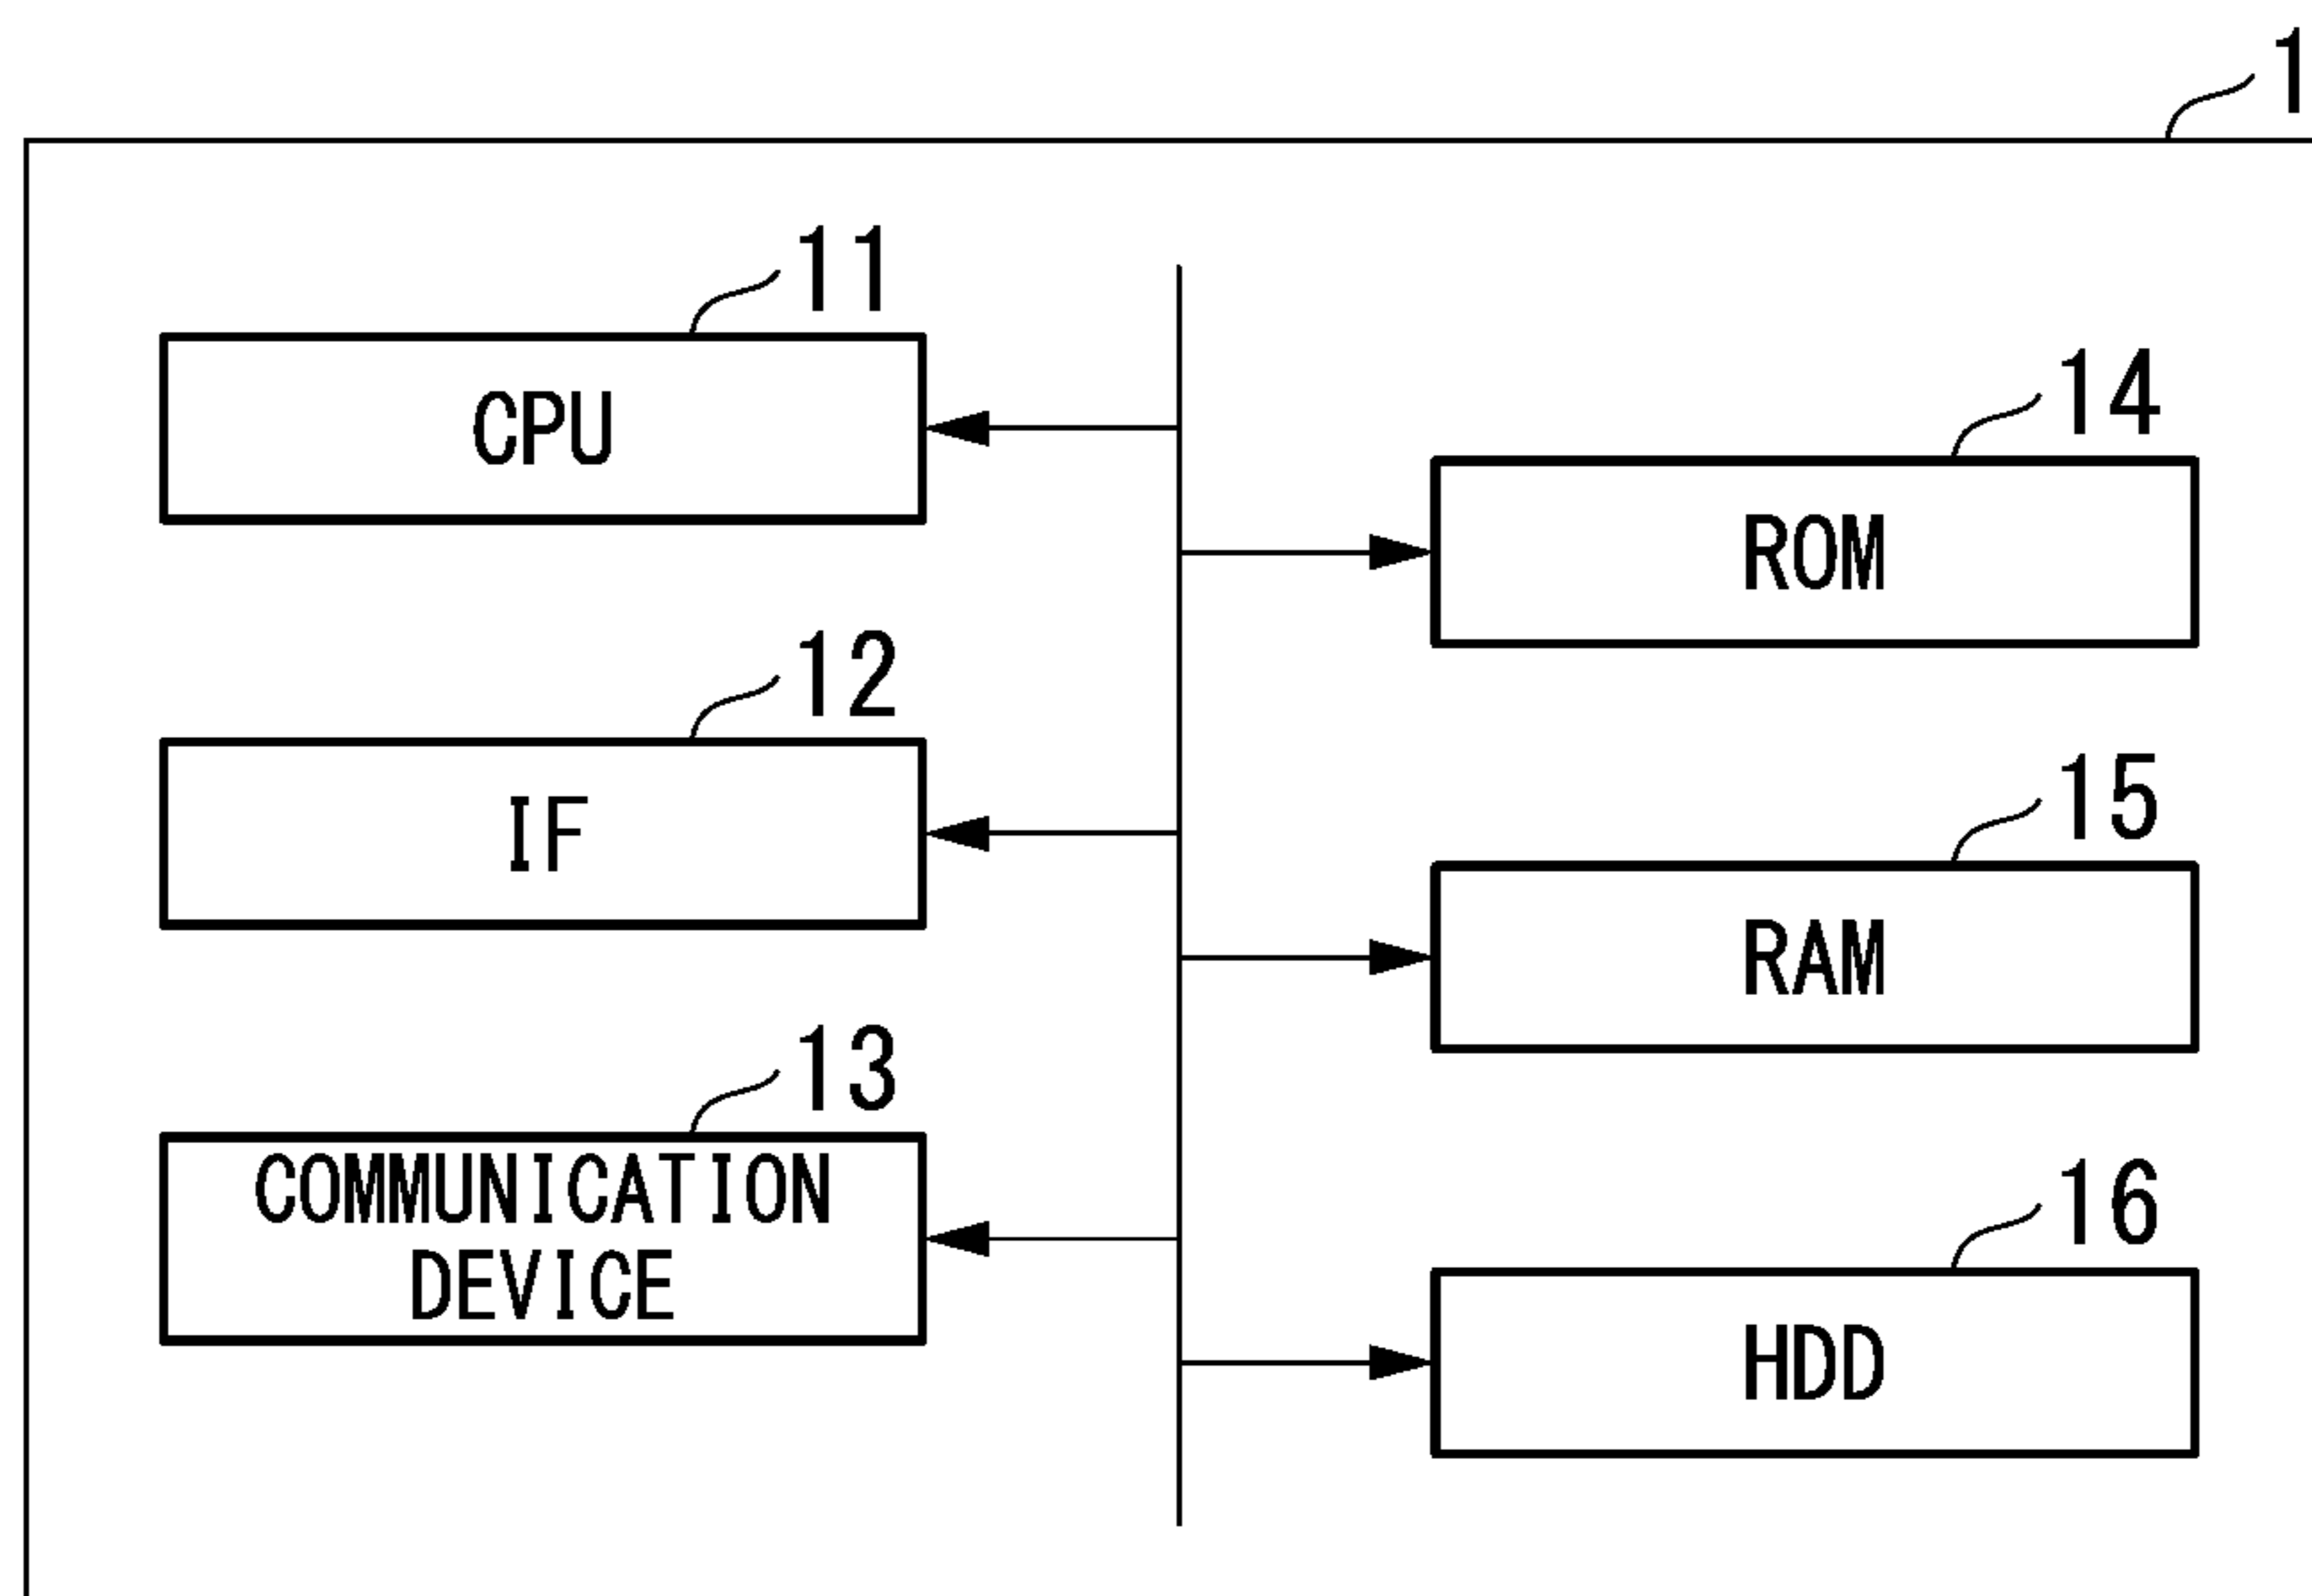 1
11
CPU
14
ROM
12
IF
15
RAM
13
COMMUNICATION
DEVICE
16
HDD